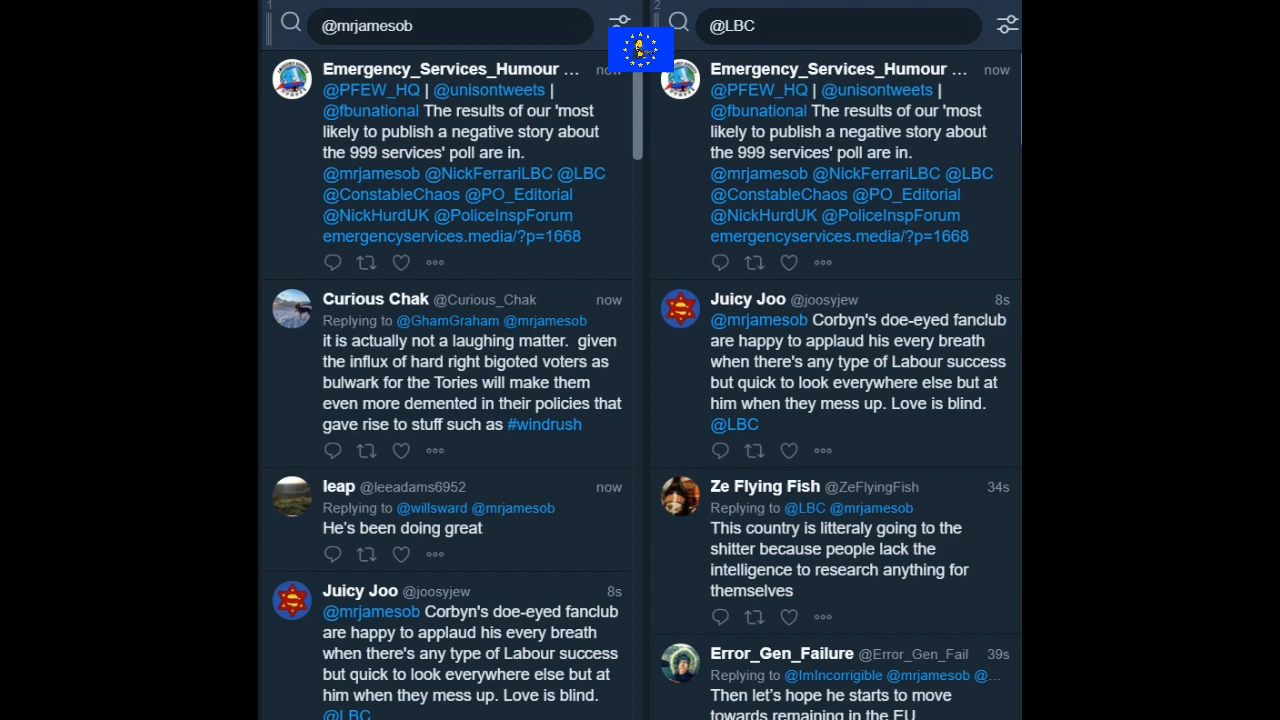 1
@mrjamesob
Emergency_Services_Humour ...
now
@PFEW_HQ | @unisontweets |
@fbunational The results of our 'most
likely to publish a negative story about
the 999 services' poll are in.
@mrjamesob @NickFerrariLBC @LBC
@ConstableChaos @PO_Editorial
@NickHurdUK @PoliceInspForum
emergencyservices.media/?p=1668
Curious Chak @Curious_Chak now
Replying to @GhamGraham @mrjamesob
it is actually not a laughing matter.  given
the influx of hard right bigoted voters as
bulwark for the Tories will make them
even more demented in their policies that
gave rise to stuff such as #windrush
leap @leeadams6952 now
Replying to @willsward @mrjamesob
He's been doing great
Juicy Joo @joosyjew 8s
@mrjamesob Corbyn's doe-eyed fanclub
are happy to applaud his every breath
when there's any type of Labour success
but quick to look everywhere else but at
him when they mess up. Love is blind.
@LBC
2
@LBC
Emergency_Services_Humour ... now
@PFEW_HQ | @unisontweets |
@fbunational The results of our 'most
likely to publish a negative story about
the 999 services' poll are in.
@mrjamesob @NickFerrariLBC @LBC
@ConstableChaos @PO_Editorial
@NickHurdUK @PoliceInspForum
emergencyservices.media/?p=1668
Juicy Joo @joosyjew 8s
@mrjamesob Corbyn's doe-eyed fanclub
are happy to applaud his every breath
when there's any type of Labour success
but quick to look everywhere else but at
him when they mess up. Love is blind.
@LBC
Ze Flying Fish @ZeFlyingFish 34s
Replying to @LBC @mrjamesob
This country is litteraly going to the
shitter because people lack the
intelligence to research anything for
themselves
Error_Gen_Failure @Error_Gen_Fail 39s
Replying to @ImIncorrigible @mrjamesob @...
Then let's hope he starts to move
towards remaining in the EU